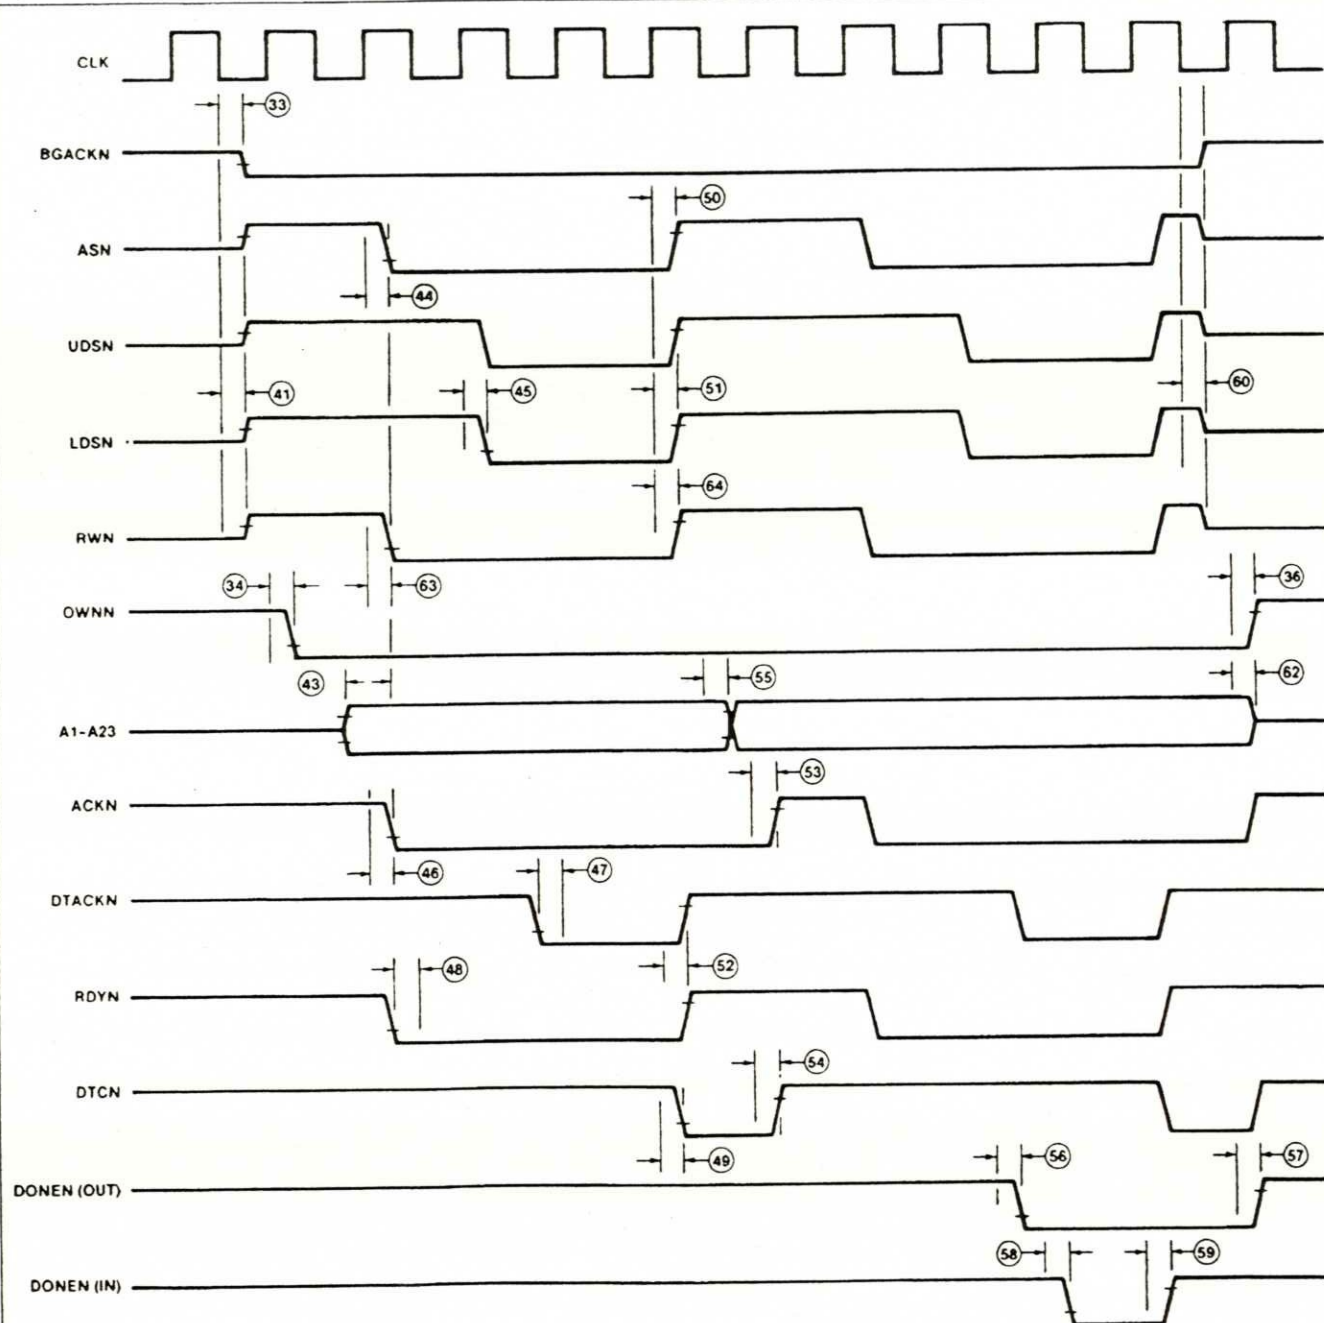 CLK
33
BGACKN
50
ASN
44
UDSN
41 45 51 60
LDSN
64
RWN
34 63 36
OWNN
43 55 62
A1-A23
53
ACKN
46 47
DTACKN
48 52
RDYN
54
DTCN
49 56 57
DONEN (OUT)
58 59
DONEN (IN)